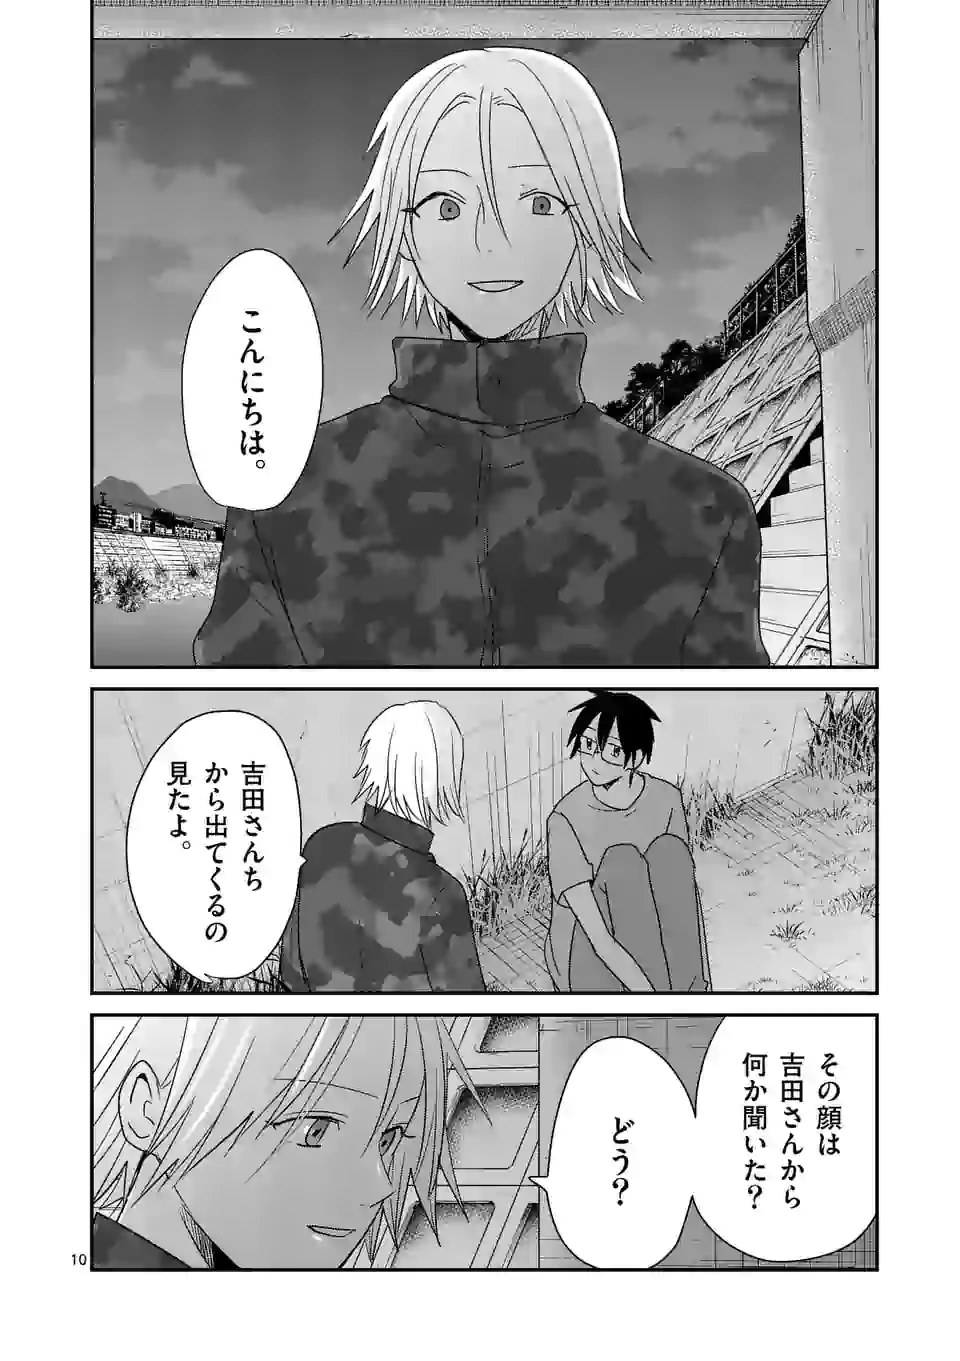 こんにちは。
吉田さんち
から出てくるの
見たよ。
その顔は
吉田さんから
何か聞いた?
どう?
10